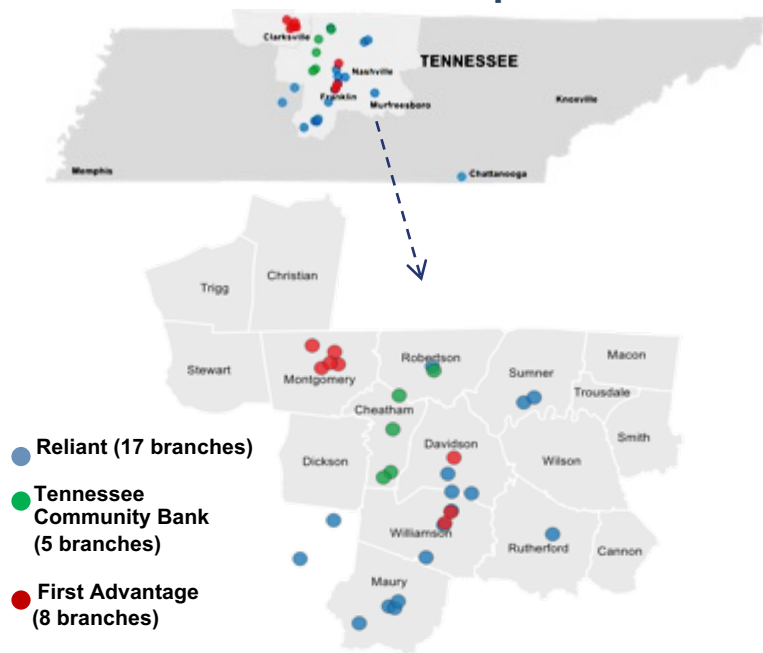 Clarksville
TENNESSEE
Nashville
Franklin
Murfreesboro
Knoxville
Memphis
Chattanooga
Christian
Trigg
Stewart
Montgomery
Robertson
Sumner
Macon
Trousdale
Smith
Cheatham
Davidson
Dickson
Wilson
Williamson
Rutherford
Cannon
Maury
Reliant (17 branches)
Tennessee
Community Bank
(5 branches)
First Advantage
(8 branches)